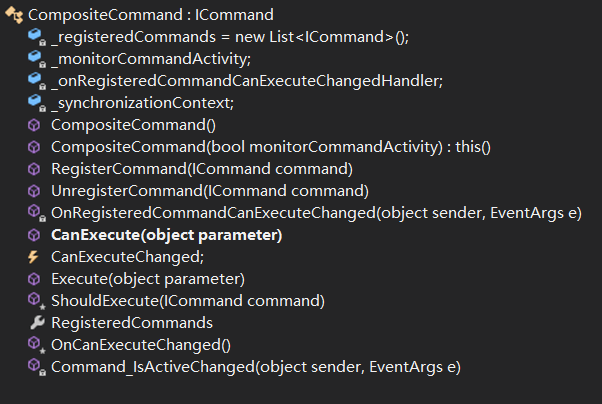 CompositeCommand : ICommand
_registeredCommands = new List<ICommand>();
_monitorCommandActivity;
_onRegisteredCommandCanExecuteChangedHandler;
_synchronizationContext;
CompositeCommand()
CompositeCommand(bool monitorCommandActivity) : this()
RegisterCommand(ICommand command)
UnregisterCommand(ICommand command)
OnRegisteredCommandCanExecuteChanged(object sender, EventArgs e)
CanExecute(object parameter)
CanExecuteChanged;
Execute(object parameter)
ShouldExecute(ICommand command)
RegisteredCommands
OnCanExecuteChanged()
Command_IsActiveChanged(object sender, EventArgs e)